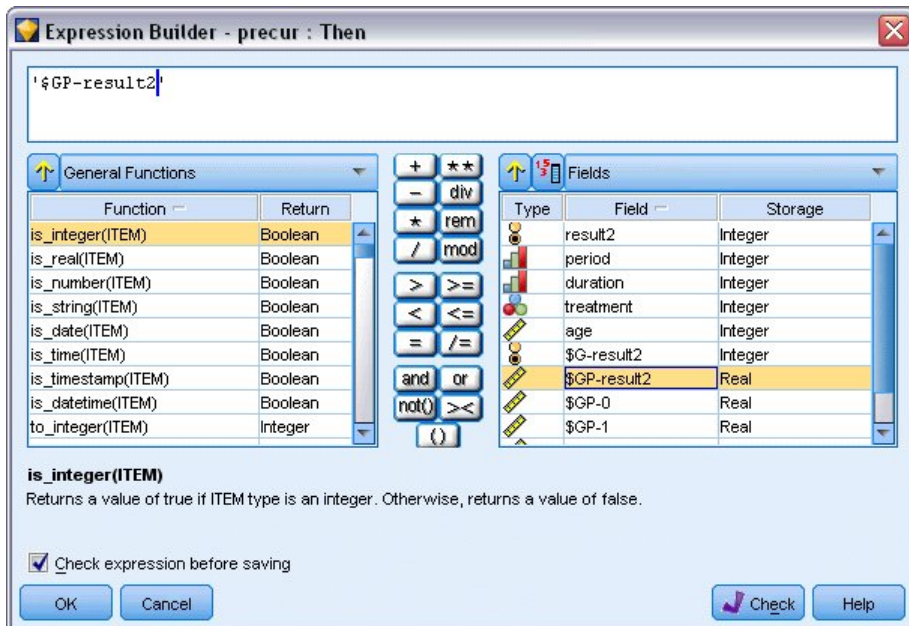 Expression Builder - precur : Then
'$GP-result2'
General Functions
Function Return
is_integer(ITEM) Boolean
is_real(ITEM) Boolean
is_number(ITEM) Boolean
is_string(ITEM) Boolean
is_date(ITEM) Boolean
is_time(ITEM) Boolean
is_timestamp(ITEM) Boolean
is_datetime(ITEM) Boolean
to_integer(ITEM) Integer
+ **
- div
* rem
/ mod
> >=
< <=
= /=
and or
not() ><
()
Fields
Type Field Storage
result2 Integer
period Integer
duration Integer
treatment Integer
age Integer
$G-result2 Integer
$GP-result2 Real
$GP-0 Real
$GP-1 Real
is_integer(ITEM)
Returns a value of true if ITEM type is an integer. Otherwise, returns a value of false.
Check expression before saving
OK Cancel Check Help